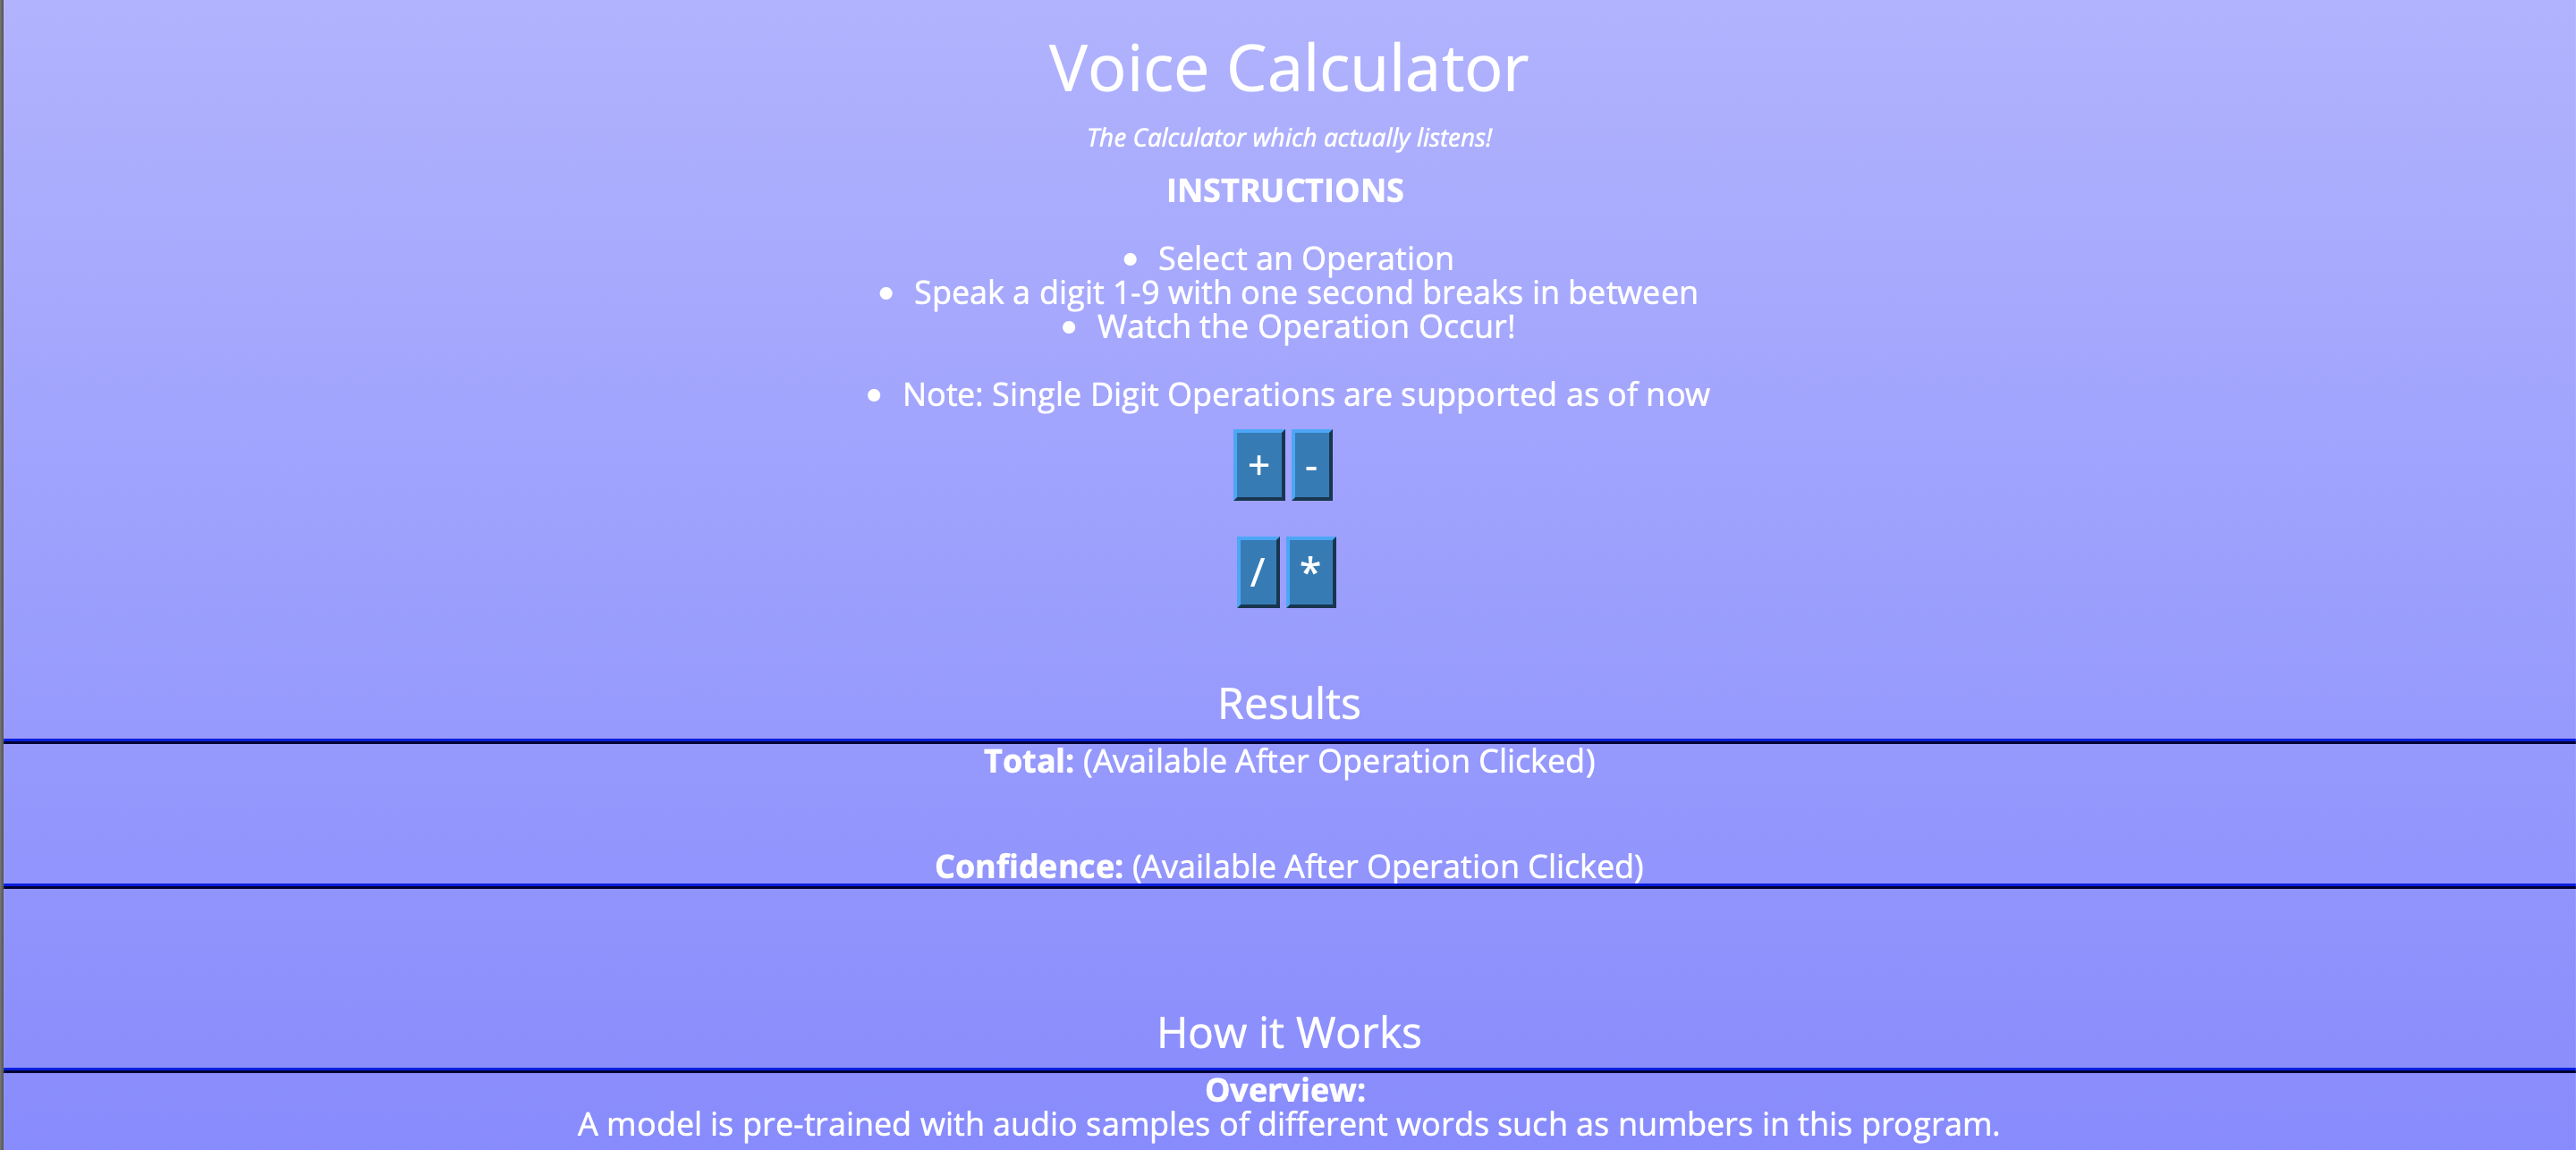 Voice Calculator
The Calculator which actually listens!
INSTRUCTIONS
• Select an Operation
• Speak a digit 1-9 with one second breaks in between
• Watch the Operation Occur!
• Note: Single Digit Operations are supported as of now
+ -
/ *
Results
Total: (Available After Operation Clicked)
Confidence: (Available After Operation Clicked)
How it Works
Overview:
A model is pre-trained with audio samples of different words such as numbers in this program.